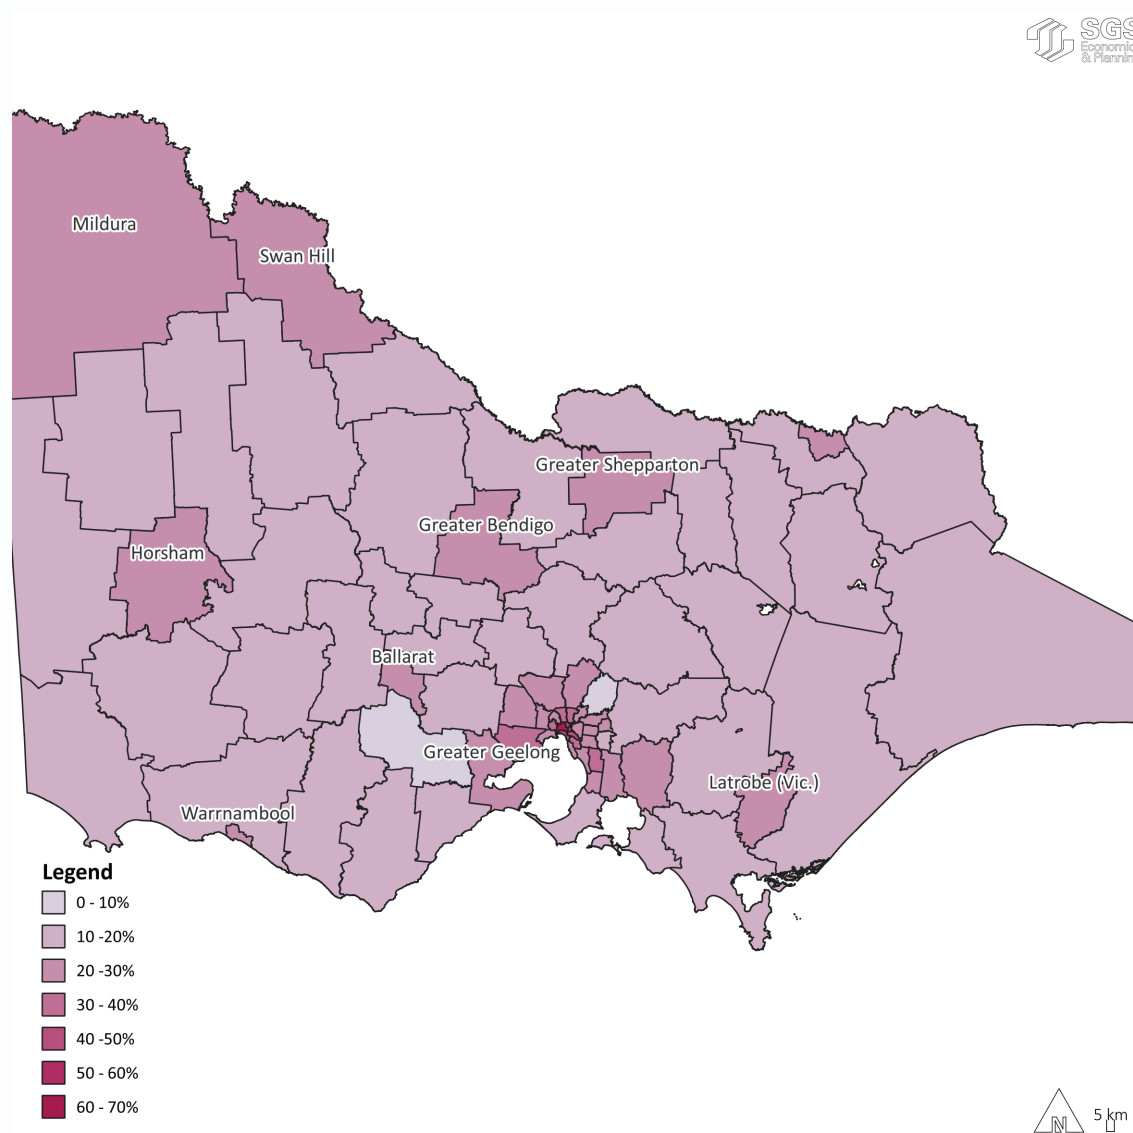 SGS
Economic
& Plannin
Mildura
Swan Hill
Greater Shepparton
Greater Bendigo
Horsham
Ballarat
Greater Geelong
Latrobe (Vic.)
Warrnambool
Legend
0 - 10%
10 -20%
20 -30%
30 - 40%
40 -50%
50 - 60%
60 - 70%
N
5 km